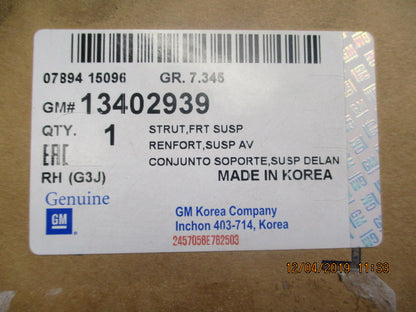 07894 15096 GR. 7.345
GM# 13402939
QTY. 1 STRUT,FRT SUSP
RENFORT,SUSP AV
EAC CONJUNTO SOPORTE,SUSP DELAN
RH (G3J) MADE IN KOREA
Genuine
GM
GM Korea Company
Inchon 403-714, Korea
2457056E762503
12/04/2019 11:33